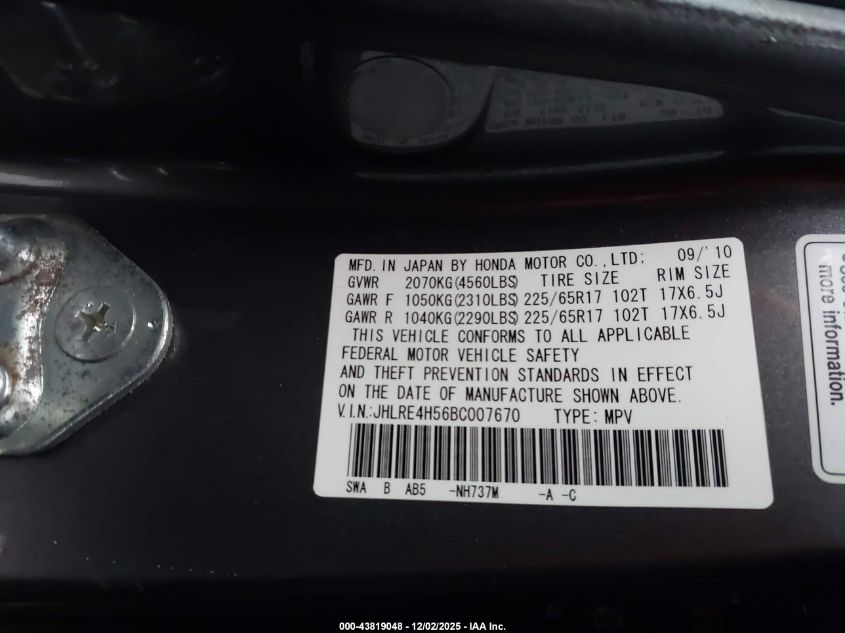 MFD. IN JAPAN BY HONDA MOTOR CO., LTD: 09/'10
GVWR 2070KG(4560LBS) TIRE SIZE RIM SIZE
GAWR F 1050KG(2310LBS) 225/65R17 102T 17X6.5J
GAWR R 1040KG(2290LBS) 225/65R17 102T 17X6.5J
THIS VEHICLE CONFORMS TO ALL APPLICABLE
FEDERAL MOTOR VEHICLE SAFETY
AND THEFT PREVENTION STANDARDS IN EFFECT
ON THE DATE OF MANUFACTURE SHOWN ABOVE.
V.I.N:JHLRE4H56BC007670 TYPE: MPV
SWA B AB5 -NH737M -A -C
more information.
000-43819048 - 12/02/2025 - IAA Inc.